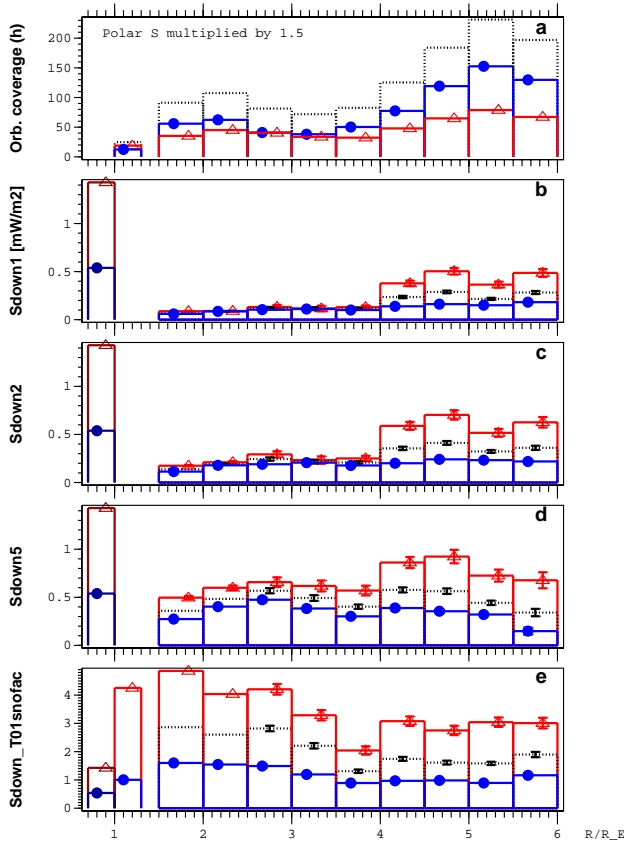 Orb. coverage (h)
Polar S multiplied by 1.5
a
200
150
100
50
0
Sdown1 [mW/m2]
b
1
0.5
0
Sdown2
c
1
0.5
0
Sdown5
d
1
0.5
0
Sdown_T01snofac
e
4
3
2
1
0
1 2 3 4 5 6 R/R_E